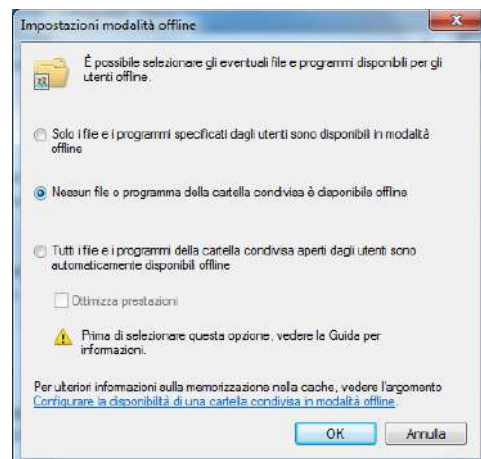 Impostazioni modalità offline
È possibile selezionare gli eventuali file e programmi disponibili per gli
utenti offline.
Solo i file e i programmi specificati dagli utenti sono disponibili in modalità
offline
Nessun file o programma della cartella condivisa è disponibile offline
Tutti i file e i programmi della cartella condivisa aperti dagli utenti sono
automaticamente disponibili offline
Ottimizza prestazioni
Prima di selezionare questa opzione, vedere la Guida per
informazioni.
Per ulteriori informazioni sulla memorizzazione nella cache, vedere l'argomento
Configurare la disponibilità di una cartella condivisa in modalità offline.
OK
Annulla